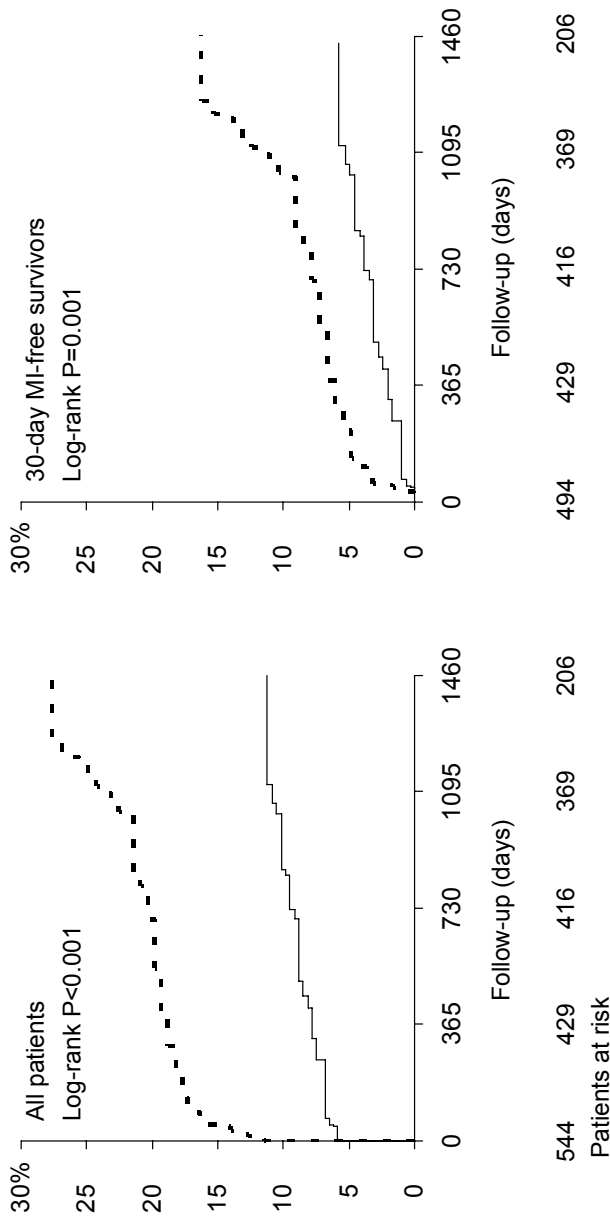 All patients
Log-rank P<0.001
30%
25
20
15
10
5
0
0 365 730 1095 1460
Follow-up (days)
Patients at risk
544 429 416 369 206
30-day MI-free survivors
Log-rank P=0.001
30%
25
20
15
10
5
0
0 365 730 1095 1460
Follow-up (days)
494 429 416 369 206